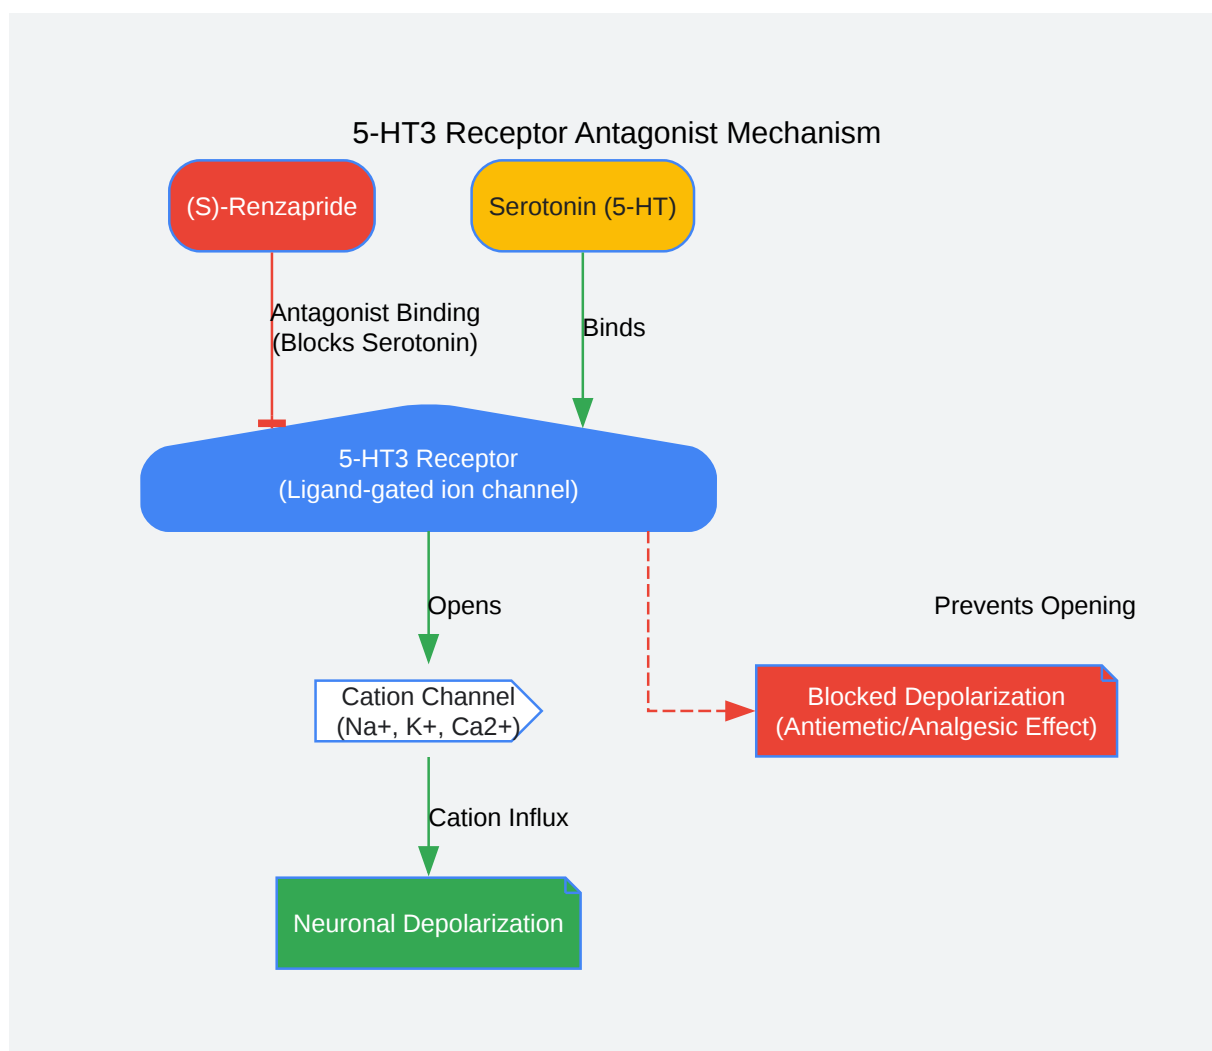 5-HT3 Receptor Antagonist Mechanism
(S)-Renzapride
Serotonin (5-HT)
Antagonist Binding
(Blocks Serotonin)
Binds
5-HT3 Receptor
(Ligand-gated ion channel)
Opens
Prevents Opening
Cation Channel
(Na+, K+, Ca2+)
Blocked Depolarization
(Antiemetic/Analgesic Effect)
Cation Influx
Neuronal Depolarization